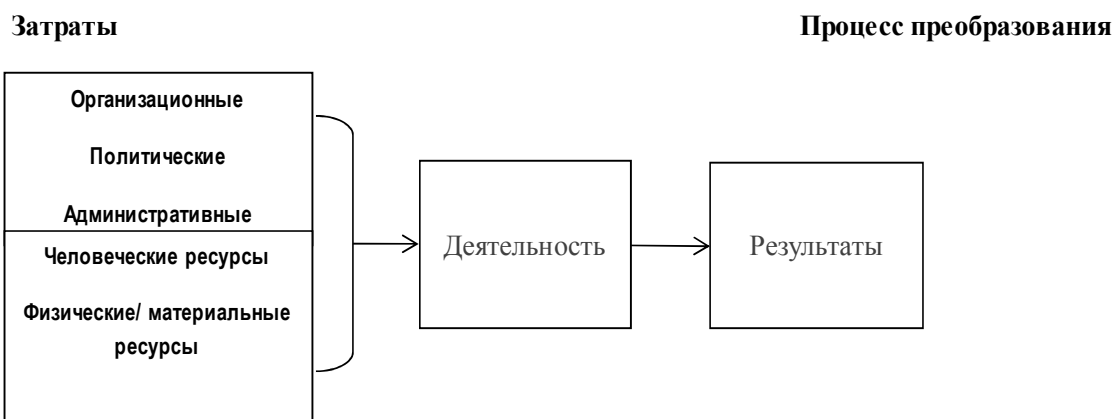 Затраты
Процесс преобразования
Организационные
Политические
Административные
Человеческие ресурсы
Физические/ материальные
ресурсы
Деятельность
Результаты